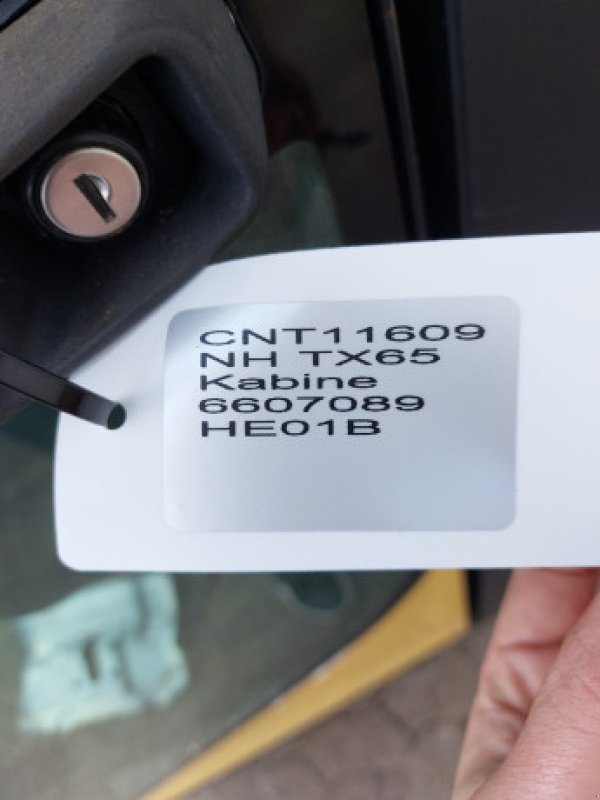 CNT11609
NH TX65
Kabine
6607089
HE01B